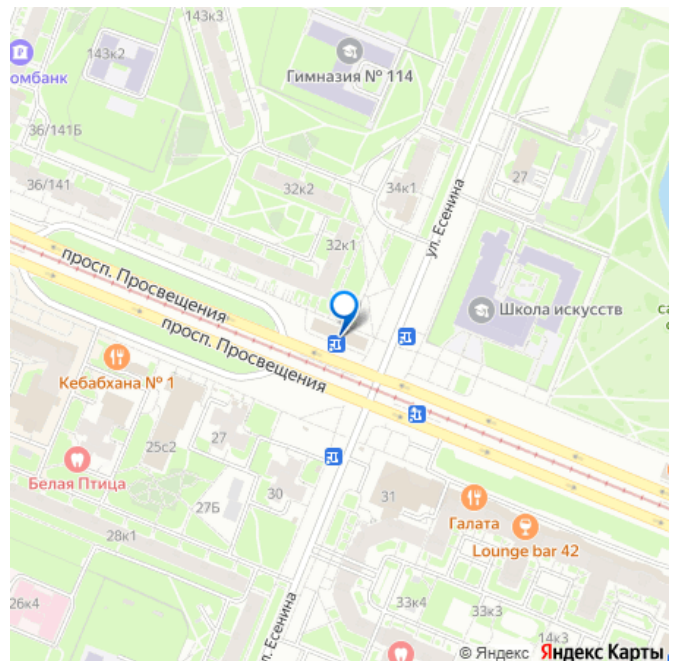 143к3
143к2
Гимназия № 114
омбанк
36/141Б
36/141
32к2
34к1
27
ул. Есенина
32к1
просп. Просвещения
Школа искусств
са
просп. Просвещения
Кебабхана № 1
25с2
27
Белая Птица
30
31
27Б
Галата
Lounge bar 42
28к1
26к4
ул. Есенина
33к4
33к3
14к3
© Яндекс Яндекс Карты